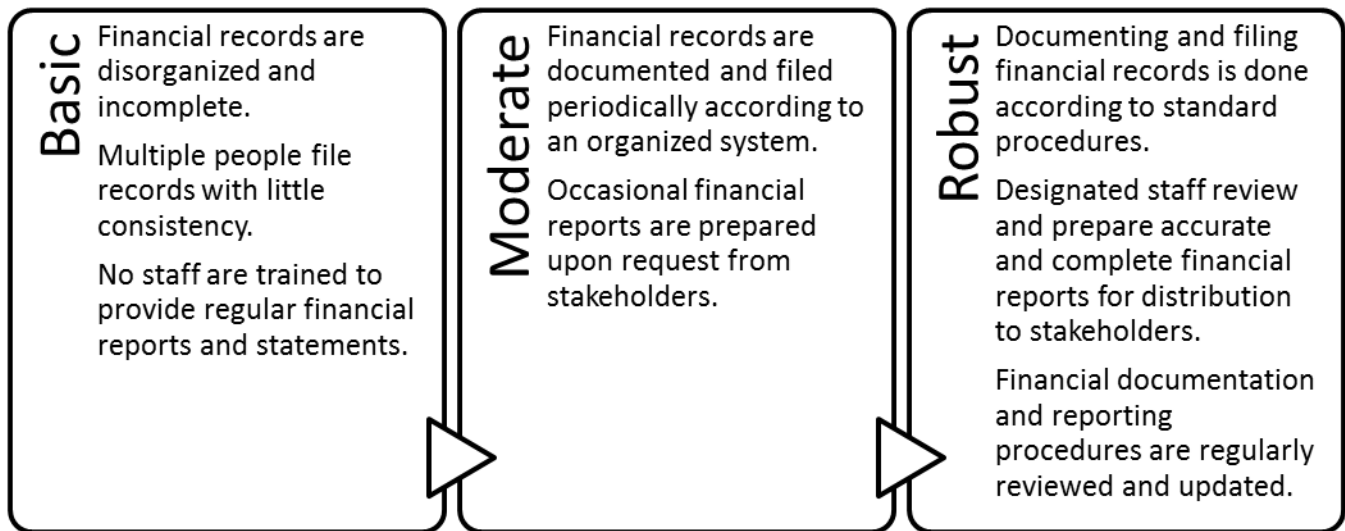 Basic
Financial records are
disorganized and
incomplete.
Multiple people file
records with little
consistency.
No staff are trained to
provide regular financial
reports and statements.
Moderate
Financial records are
documented and filed
periodically according to
an organized system.
Occasional financial
reports are prepared
upon request from
stakeholders.
Robust
Documenting and filing
financial records is done
according to standard
procedures.
Designated staff review
and prepare accurate
and complete financial
reports for distribution
to stakeholders.
Financial documentation
and reporting
procedures are regularly
reviewed and updated.